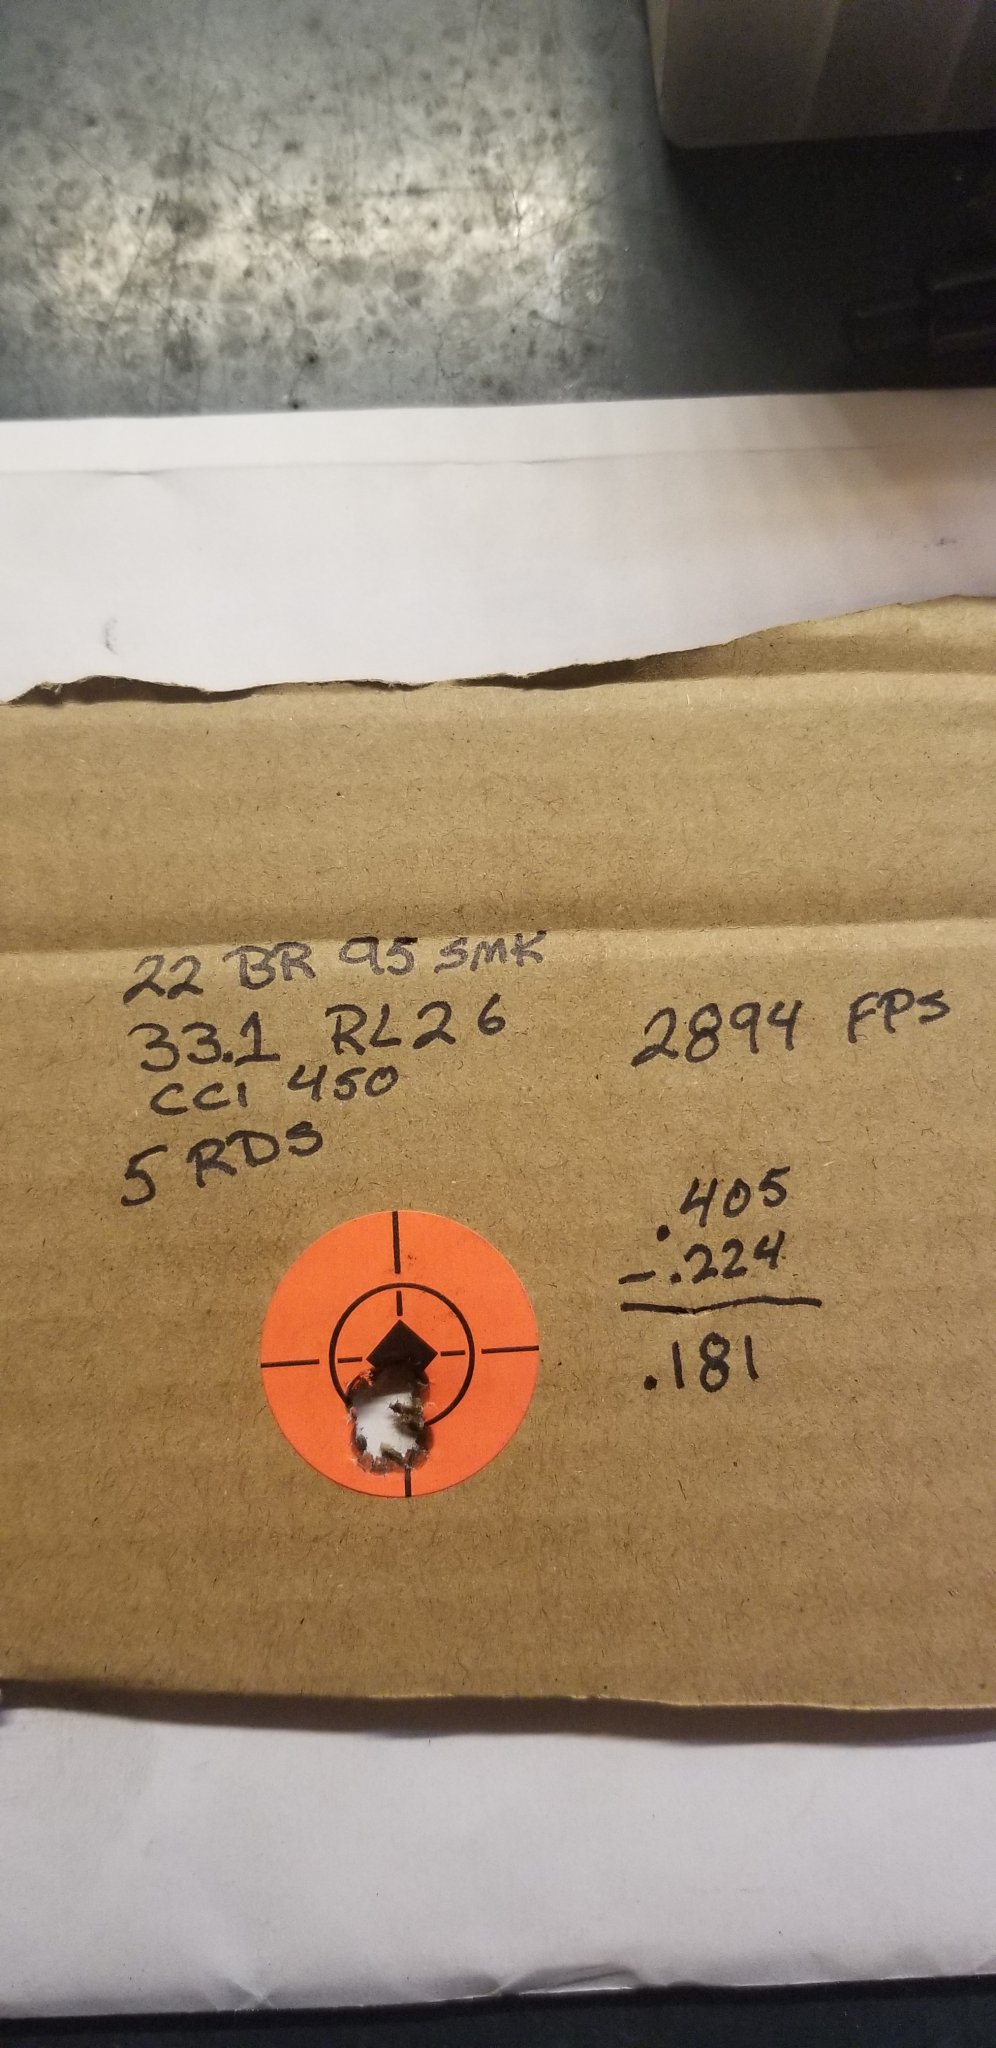 22 BR 95 SMK
33.1 RL26
CCI 450
5 RDS
2894 FPS
.405
- .224
.181